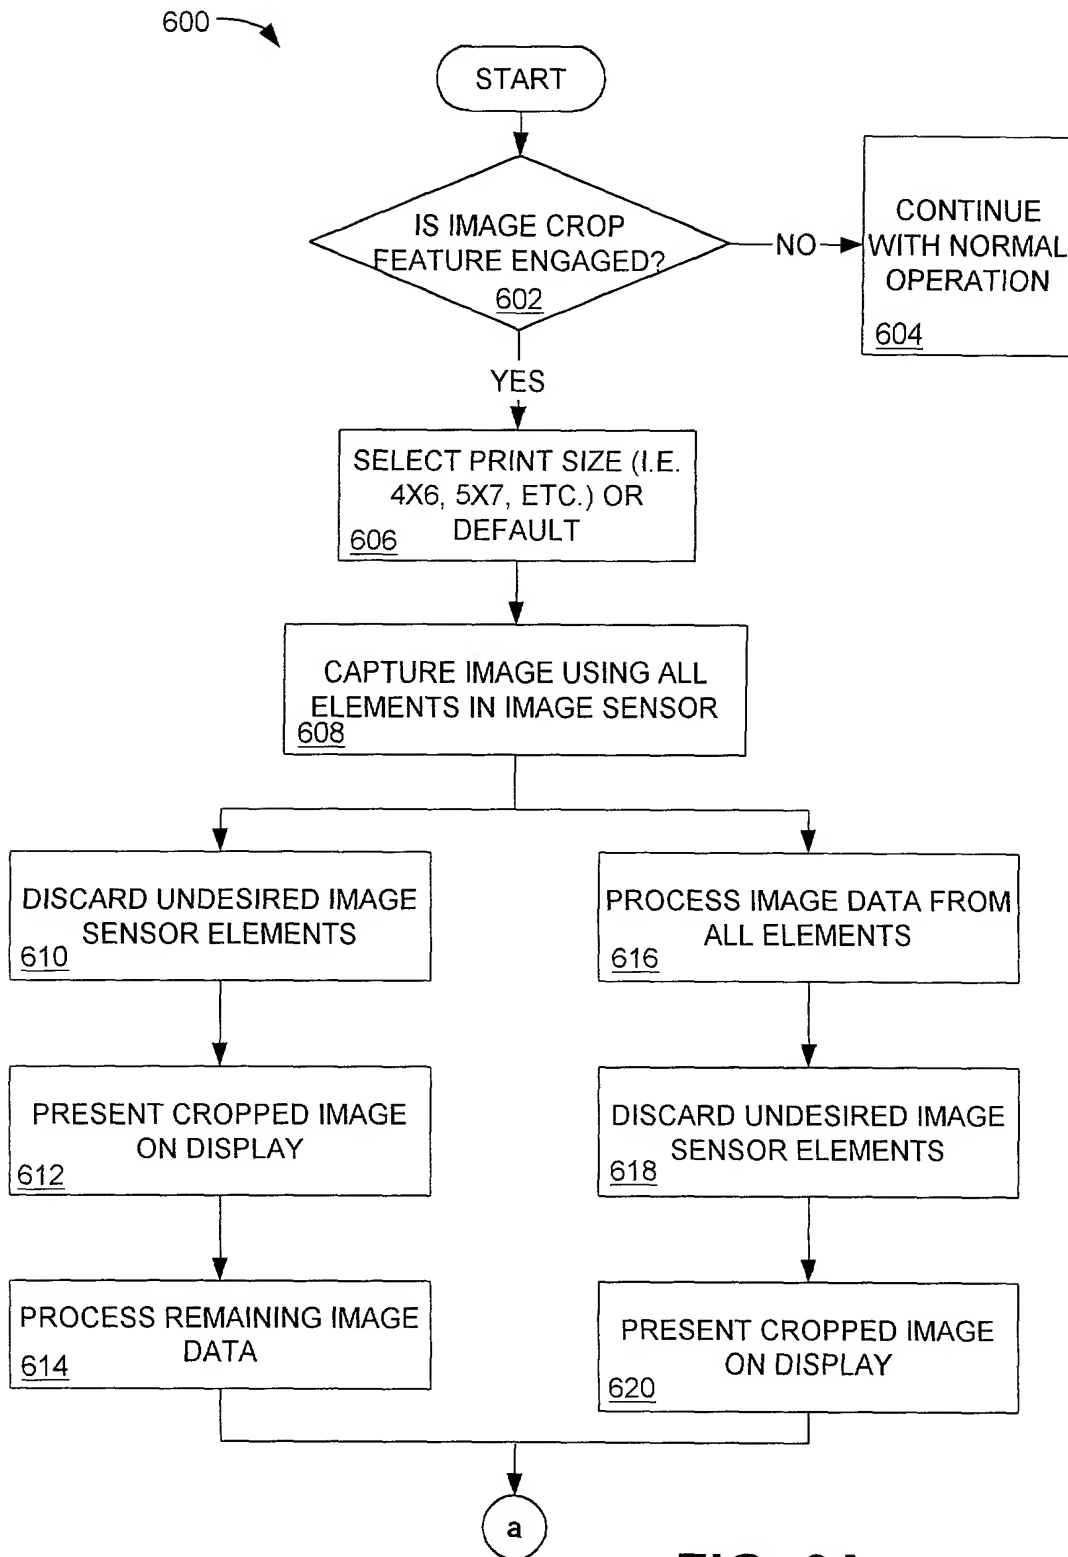 600
START
IS IMAGE CROP
FEATURE ENGAGED?
602
NO
CONTINUE
WITH NORMAL
OPERATION
604
YES
SELECT PRINT SIZE (I.E.
4X6, 5X7, ETC.) OR
DEFAULT
606
CAPTURE IMAGE USING ALL
ELEMENTS IN IMAGE SENSOR
608
DISCARD UNDESIRED IMAGE
SENSOR ELEMENTS
610
PROCESS IMAGE DATA FROM
ALL ELEMENTS
616
PRESENT CROPPED IMAGE
ON DISPLAY
612
DISCARD UNDESIRED IMAGE
SENSOR ELEMENTS
618
PROCESS REMAINING IMAGE
DATA
614
PRESENT CROPPED IMAGE
ON DISPLAY
620
a